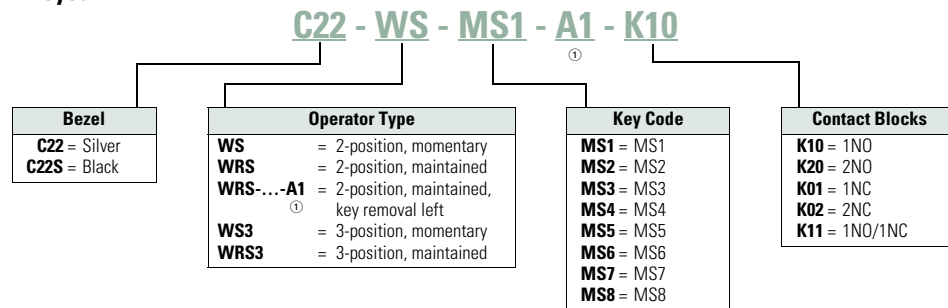 C22 - WS - MS1 - A1 - K10
①
Bezel
C22 = Silver
C22S = Black
Operator Type
WS = 2-position, momentary
WRS = 2-position, maintained
WRS-...-A1 = 2-position, maintained,
① key removal left
WS3 = 3-position, momentary
WRS3 = 3-position, maintained
Key Code
MS1 = MS1
MS2 = MS2
MS3 = MS3
MS4 = MS4
MS5 = MS5
MS6 = MS6
MS7 = MS7
MS8 = MS8
Contact Blocks
K10 = 1NO
K20 = 2NO
K01 = 1NC
K02 = 2NC
K11 = 1NO/1NC